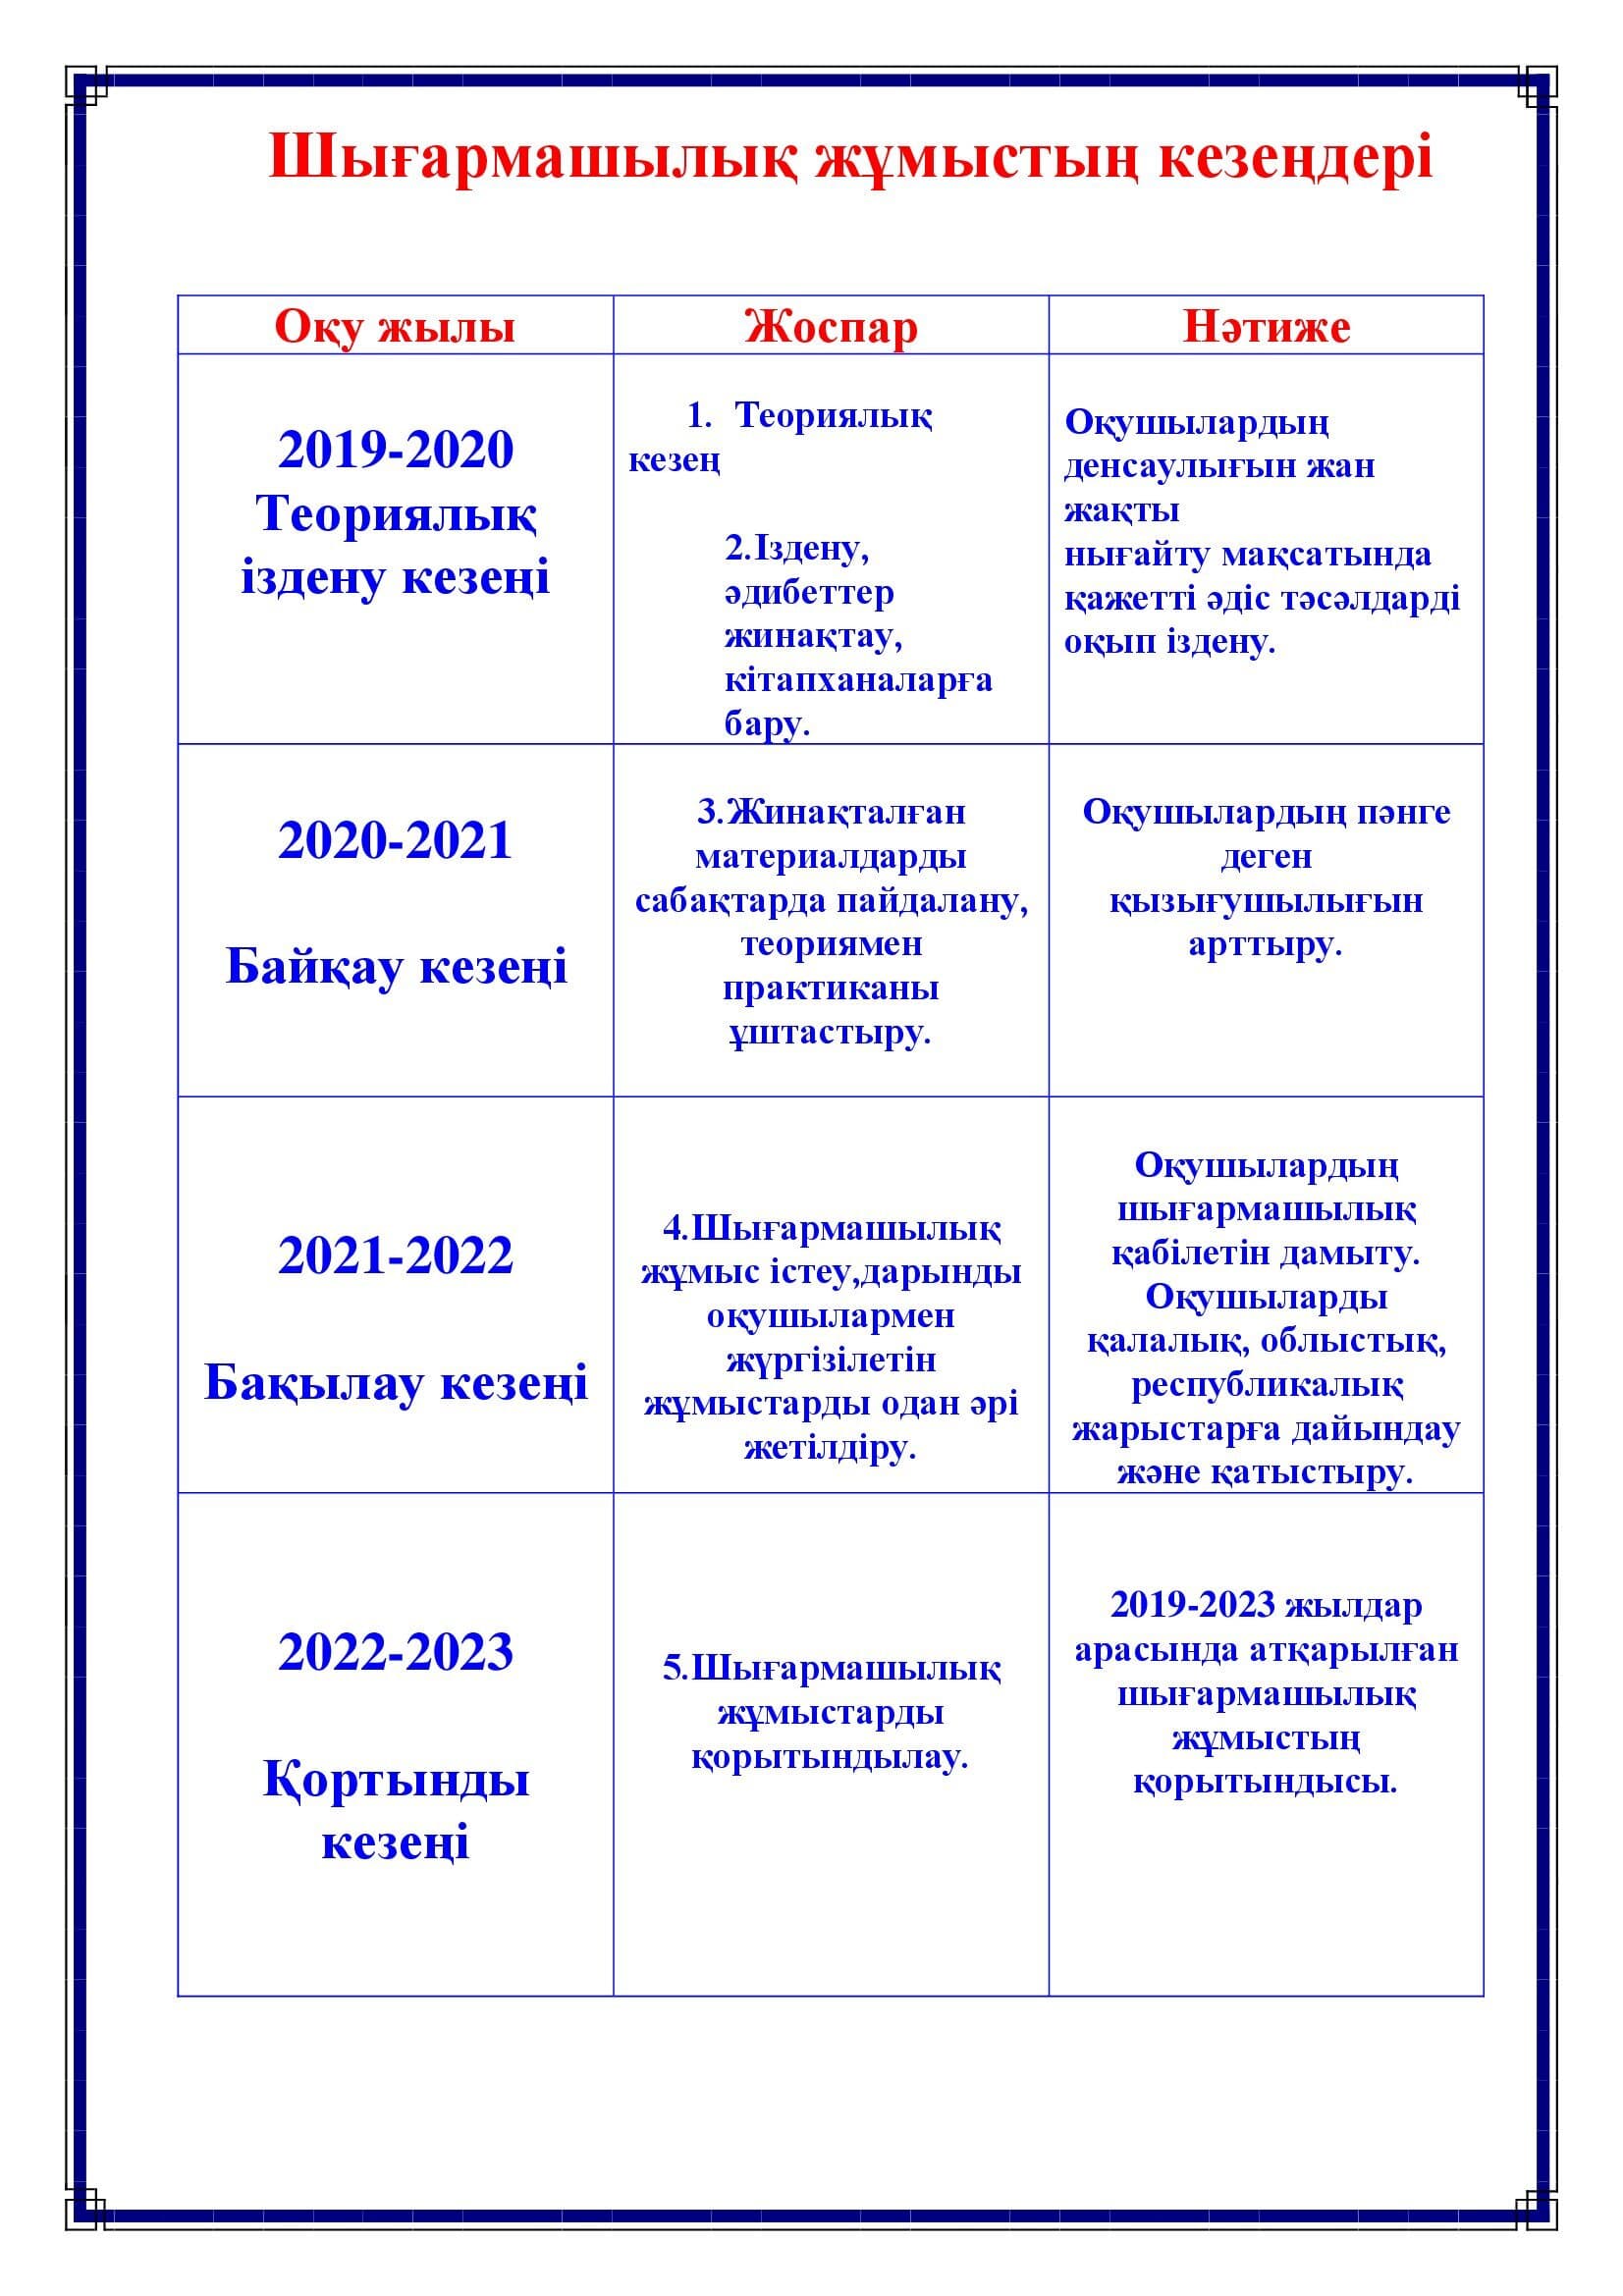 Шығармашылық жұмыстың кезеңдері
Оқу жылы
Жоспар
Нәтиже
2019-2020
Теориялық
іздену кезеңі
1. Теориялық
кезең
2.Іздену,
әдибеттер
жинақтау,
кітапханаларға
бару.
Оқушылардың
денсаулығын жан
жақты
нығайту мақсатында
қажетті әдіс тәсәлдарді
оқып іздену.
2020-2021
Байқау кезеңі
3.Жинақталған
материалдарды
сабақтарда пайдалану,
теориямен
практиканы
ұштастыру.
Оқушылардың пәнге
деген
қызығушылығын
арттыру.
2021-2022
Бақылау кезеңі
4.Шығармашылық
жұмыс істеу,дарынды
оқушылармен
жүргізілетін
жұмыстарды одан әрі
жетілдіру.
Оқушылардың
шығармашылық
қабілетін дамыту.
Оқушыларды
қалалық, облыстық,
республикалық
жарыстарға дайындау
және қатыстыру.
2022-2023
Қортынды
кезеңі
5.Шығармашылық
жұмыстарды
қорытындылау.
2019-2023 жылдар
арасында атқарылған
шығармашылық
жұмыстың
қорытындысы.